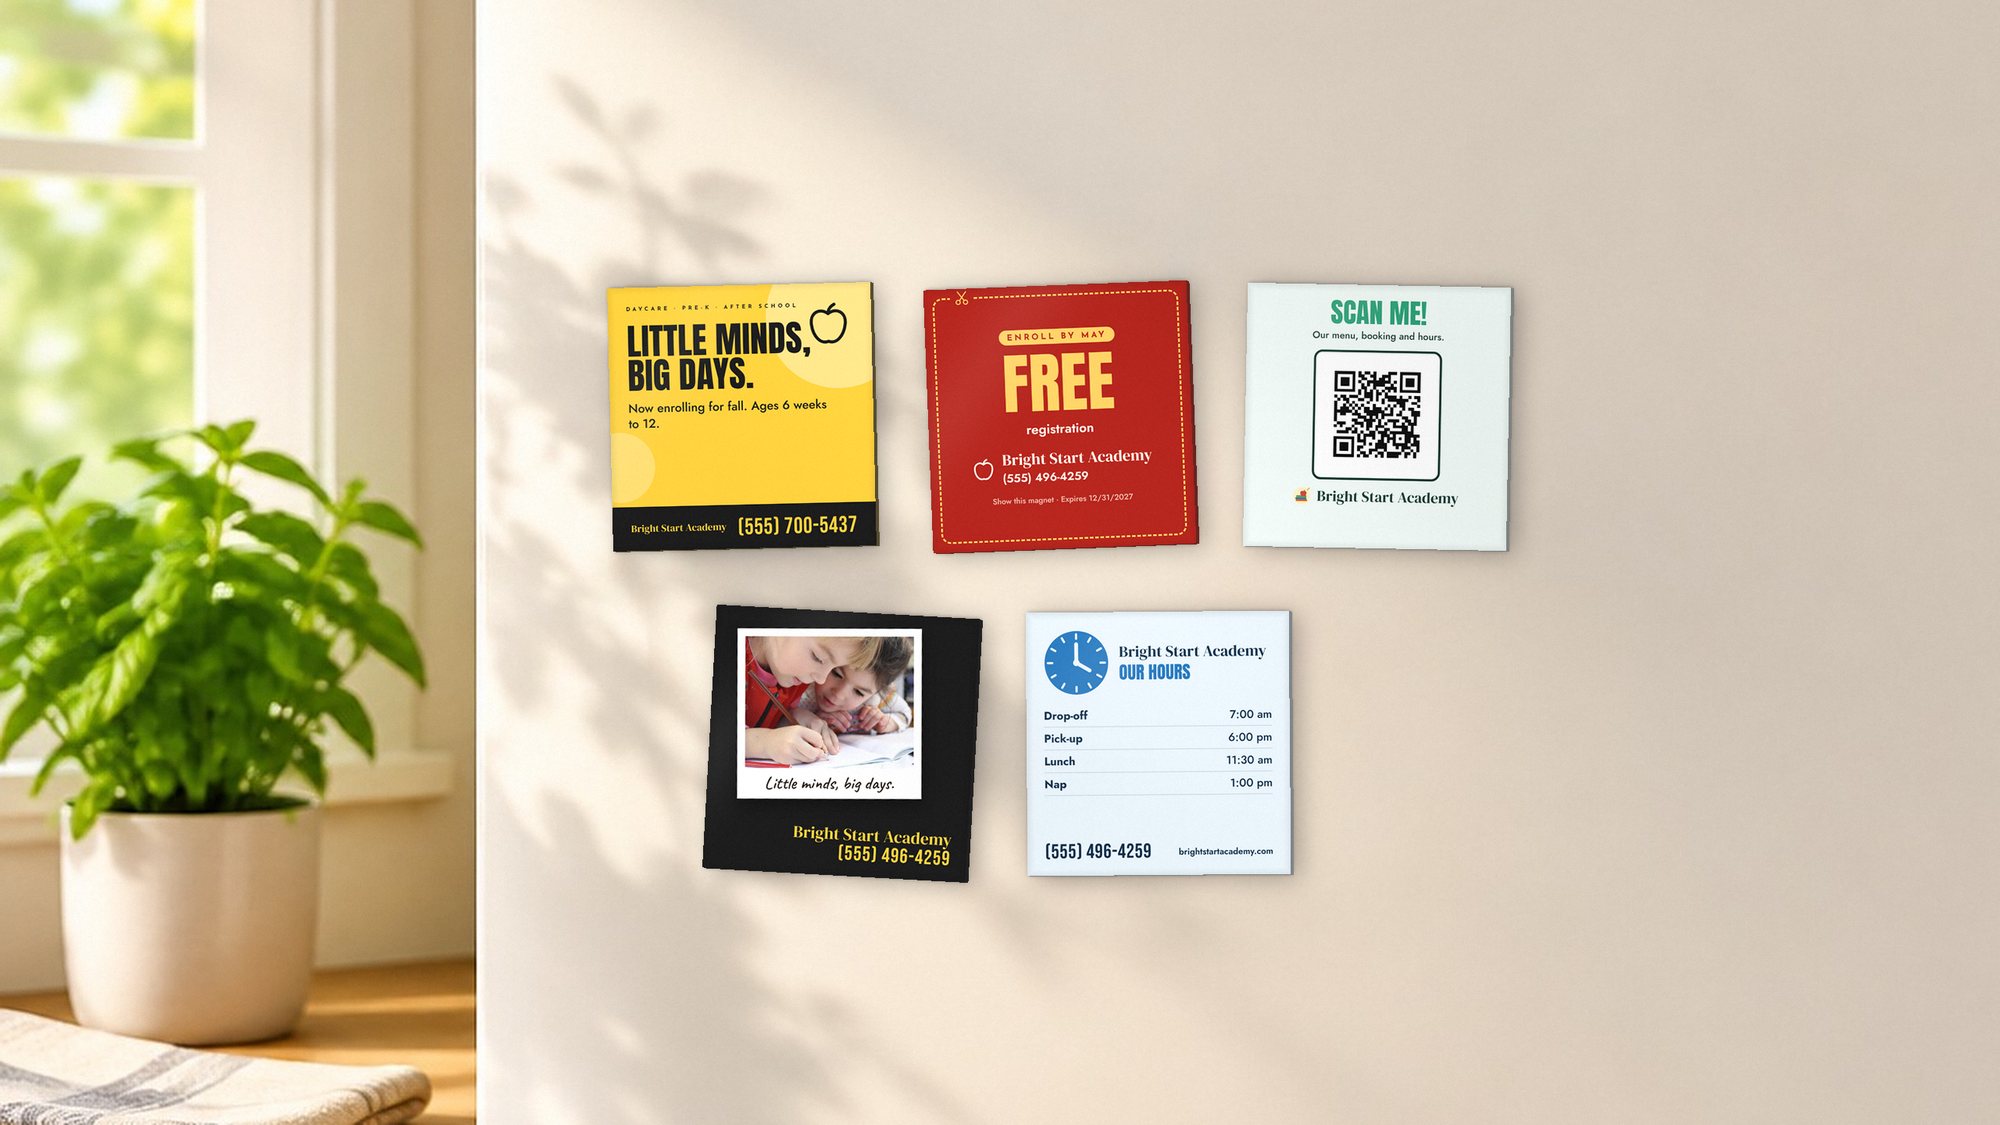 DAYCARE · PRE-K · AFTER SCHOOL
LITTLE MINDS,
BIG DAYS.
Now enrolling for fall. Ages 6 weeks
to 12.
Bright Start Academy (555) 700-5437
ENROLL BY MAY
FREE
registration
Bright Start Academy
(555) 496-4259
Show this magnet · Expires 12/31/2027
SCAN ME!
Our menu, booking and hours.
Bright Start Academy
Little minds, big days.
Bright Start Academy
(555) 496-4259
Bright Start Academy
OUR HOURS
Drop-off 7:00 am
Pick-up 6:00 pm
Lunch 11:30 am
Nap 1:00 pm
(555) 496-4259 brightstartacademy.com